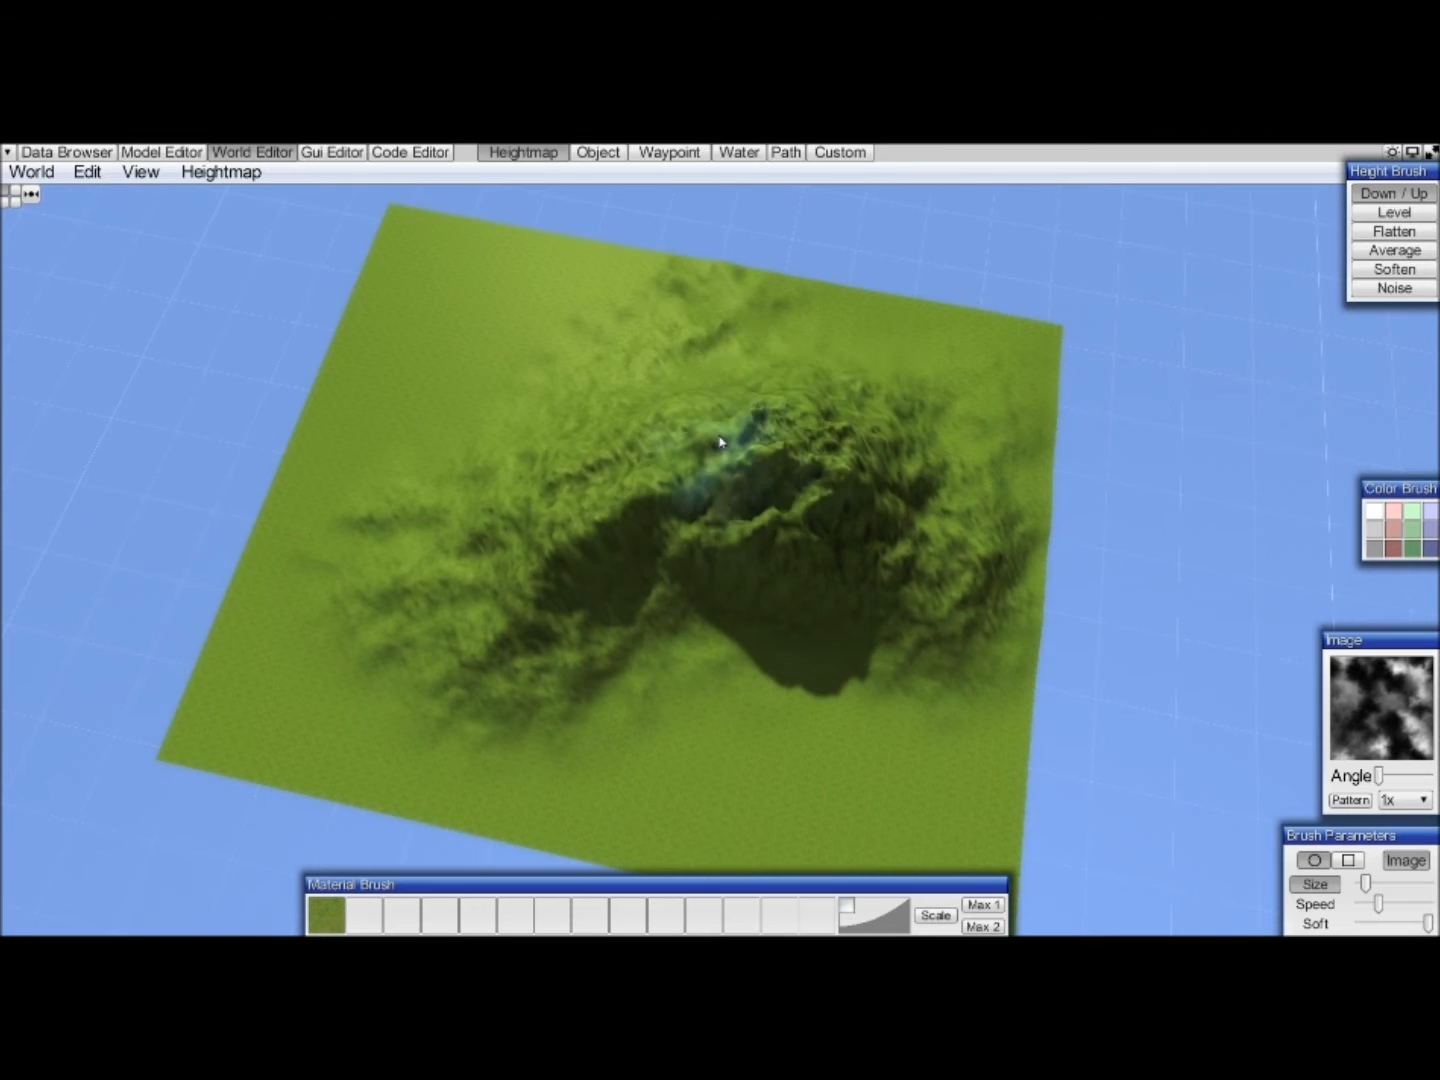 Data Browser Model Editor World Editor Gui Editor Code Editor Heightmap Object Waypoint Water Path Custom
World Edit View Heightmap
Height Brush
Down / Up
Level
Flatten
Average
Soften
Noise
Color Brush
Image
Angle
Pattern 1x
Brush Parameters
Image
Size
Speed
Soft
Material Brush
Scale
Max 1
Max 2